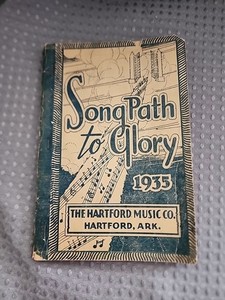 Song Path
to Glory
1935
THE HARTFORD MUSIC CO.
HARTFORD, ARK.